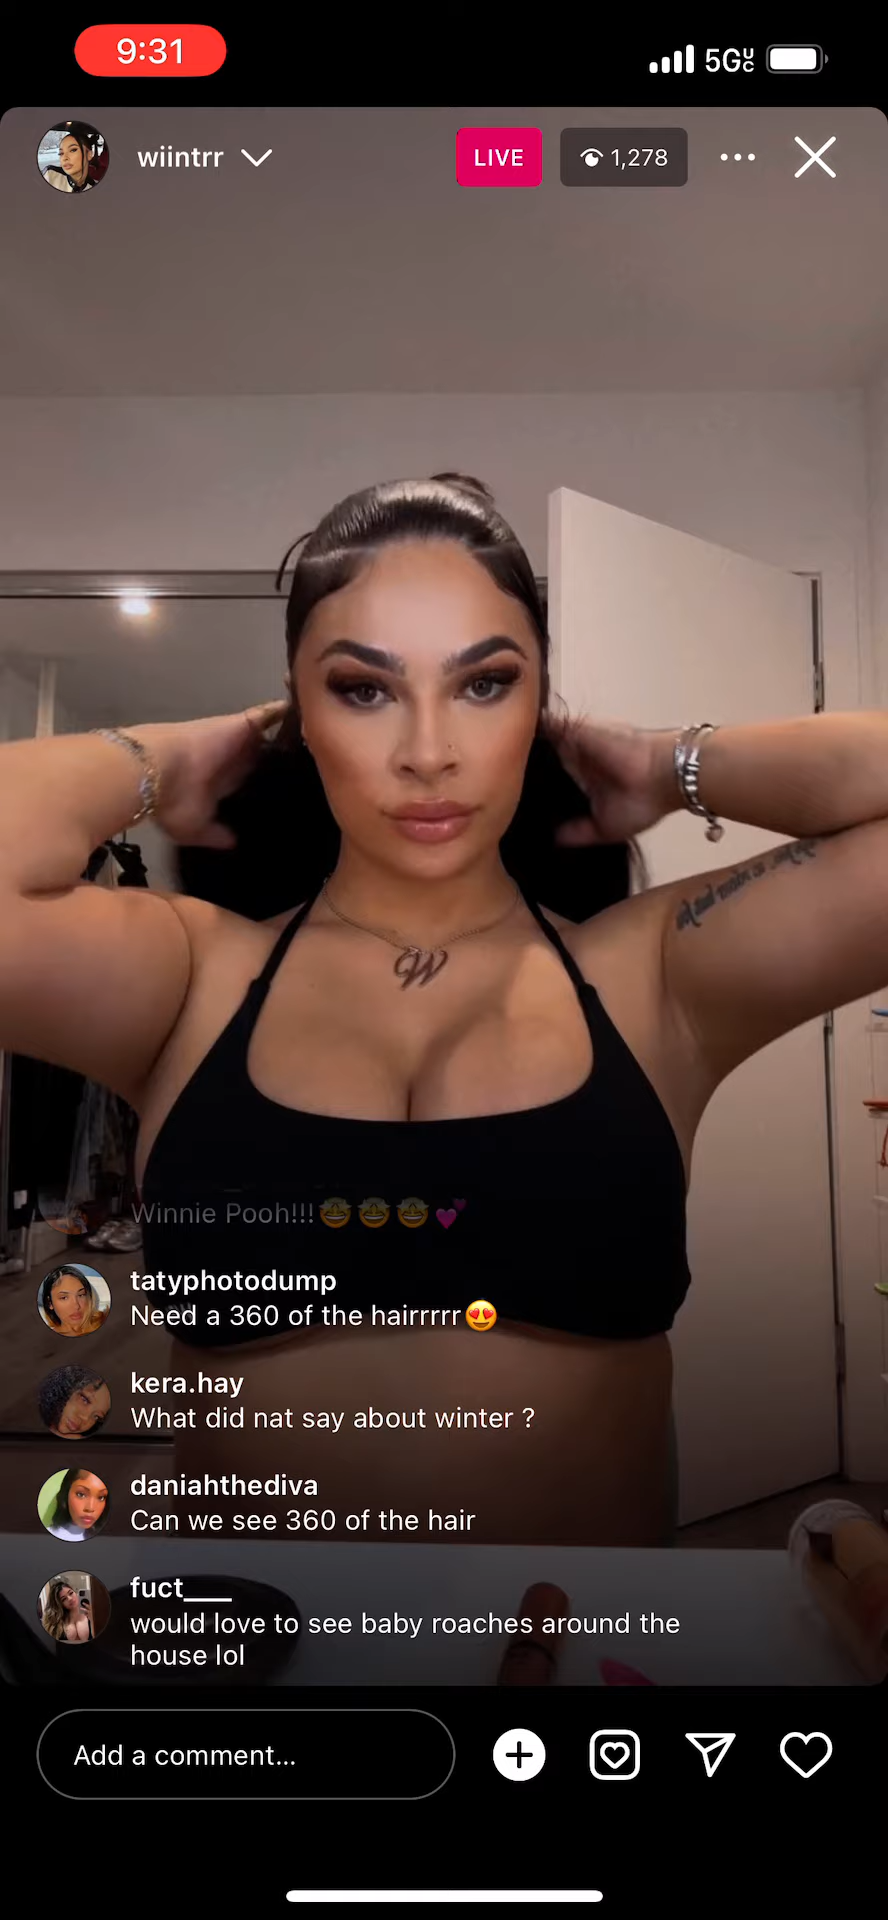 9:31
5GUC
wiintrr
LIVE
1,278
W
Winnie Pooh!!!🤩🤩🤩💕
tatyphotodump
Need a 360 of the hairrrrr😍
kera.hay
What did nat say about winter ?
daniahthediva
Can we see 360 of the hair
fuct____
would love to see baby roaches around the
house lol
Add a comment...